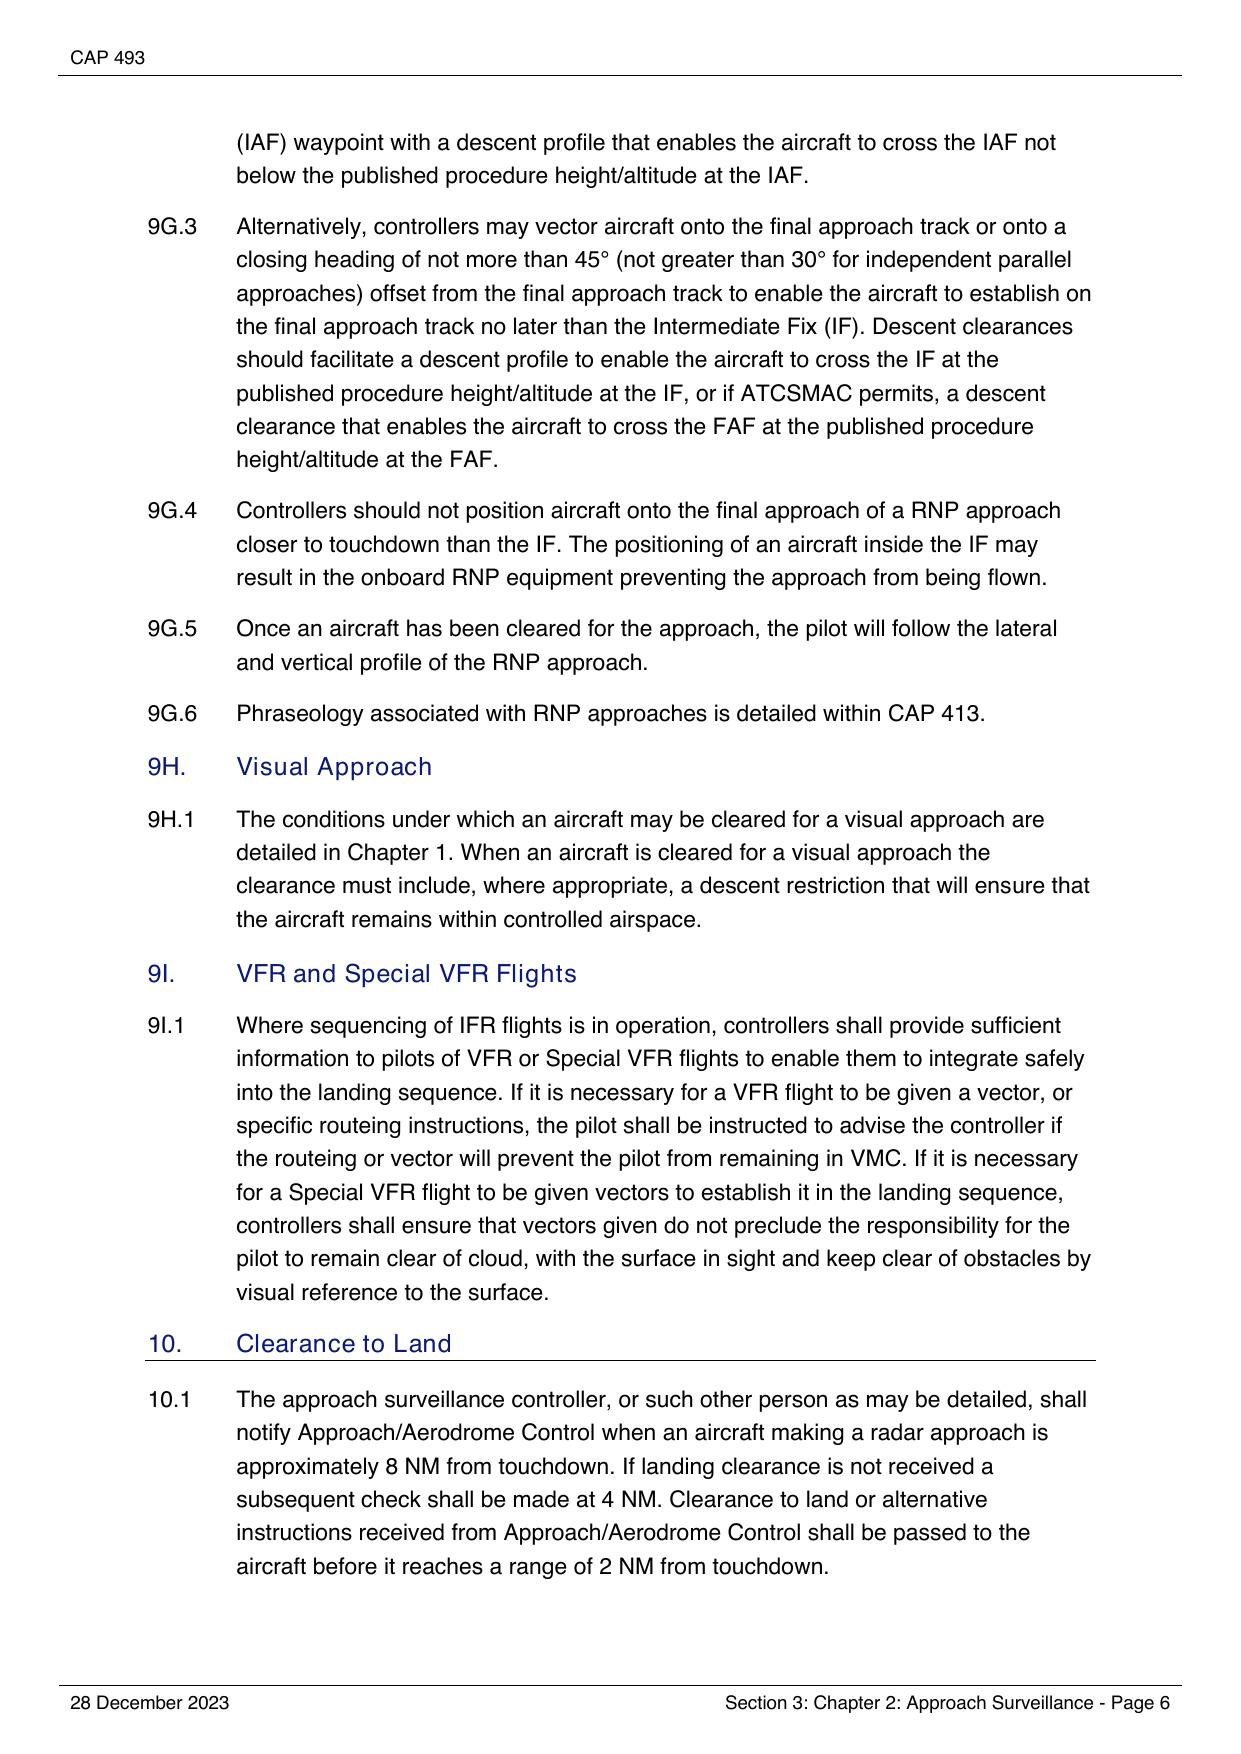 CAP 493
(IAF) waypoint with a descent profile that enables the aircraft to cross the IAF not
below the published procedure height/altitude at the IAF.
9G.3 Alternatively, controllers may vector aircraft onto the final approach track or onto a
closing heading of not more than 45° (not greater than 30° for independent parallel
approaches) offset from the final approach track to enable the aircraft to establish on
the final approach track no later than the Intermediate Fix (IF). Descent clearances
should facilitate a descent profile to enable the aircraft to cross the IF at the
published procedure height/altitude at the IF, or if ATCSMAC permits, a descent
clearance that enables the aircraft to cross the FAF at the published procedure
height/altitude at the FAF.
9G.4 Controllers should not position aircraft onto the final approach of a RNP approach
closer to touchdown than the IF. The positioning of an aircraft inside the IF may
result in the onboard RNP equipment preventing the approach from being flown.
9G.5 Once an aircraft has been cleared for the approach, the pilot will follow the lateral
and vertical profile of the RNP approach.
9G.6 Phraseology associated with RNP approaches is detailed within CAP 413.
9H. Visual Approach
9H.1 The conditions under which an aircraft may be cleared for a visual approach are
detailed in Chapter 1. When an aircraft is cleared for a visual approach the
clearance must include, where appropriate, a descent restriction that will ensure that
the aircraft remains within controlled airspace.
9I. VFR and Special VFR Flights
9I.1 Where sequencing of IFR flights is in operation, controllers shall provide sufficient
information to pilots of VFR or Special VFR flights to enable them to integrate safely
into the landing sequence. If it is necessary for a VFR flight to be given a vector, or
specific routeing instructions, the pilot shall be instructed to advise the controller if
the routeing or vector will prevent the pilot from remaining in VMC. If it is necessary
for a Special VFR flight to be given vectors to establish it in the landing sequence,
controllers shall ensure that vectors given do not preclude the responsibility for the
pilot to remain clear of cloud, with the surface in sight and keep clear of obstacles by
visual reference to the surface.
10. Clearance to Land
10.1 The approach surveillance controller, or such other person as may be detailed, shall
notify Approach/Aerodrome Control when an aircraft making a radar approach is
approximately 8 NM from touchdown. If landing clearance is not received a
subsequent check shall be made at 4 NM. Clearance to land or alternative
instructions received from Approach/Aerodrome Control shall be passed to the
aircraft before it reaches a range of 2 NM from touchdown.
28 December 2023 Section 3: Chapter 2: Approach Surveillance - Page 6